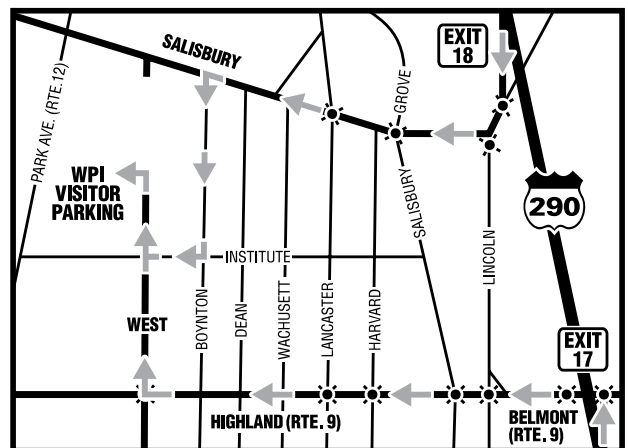 SALISBURY
EXIT
18
PARK AVE. (RTE.12)
GROVE
WPI
VISITOR
PARKING
290
SALISBURY
INSTITUTE
LINCOLN
WEST
BOYNTON
DEAN
WACHUSETT
LANCASTER
HARVARD
EXIT
17
HIGHLAND (RTE. 9)
BELMONT
(RTE. 9)